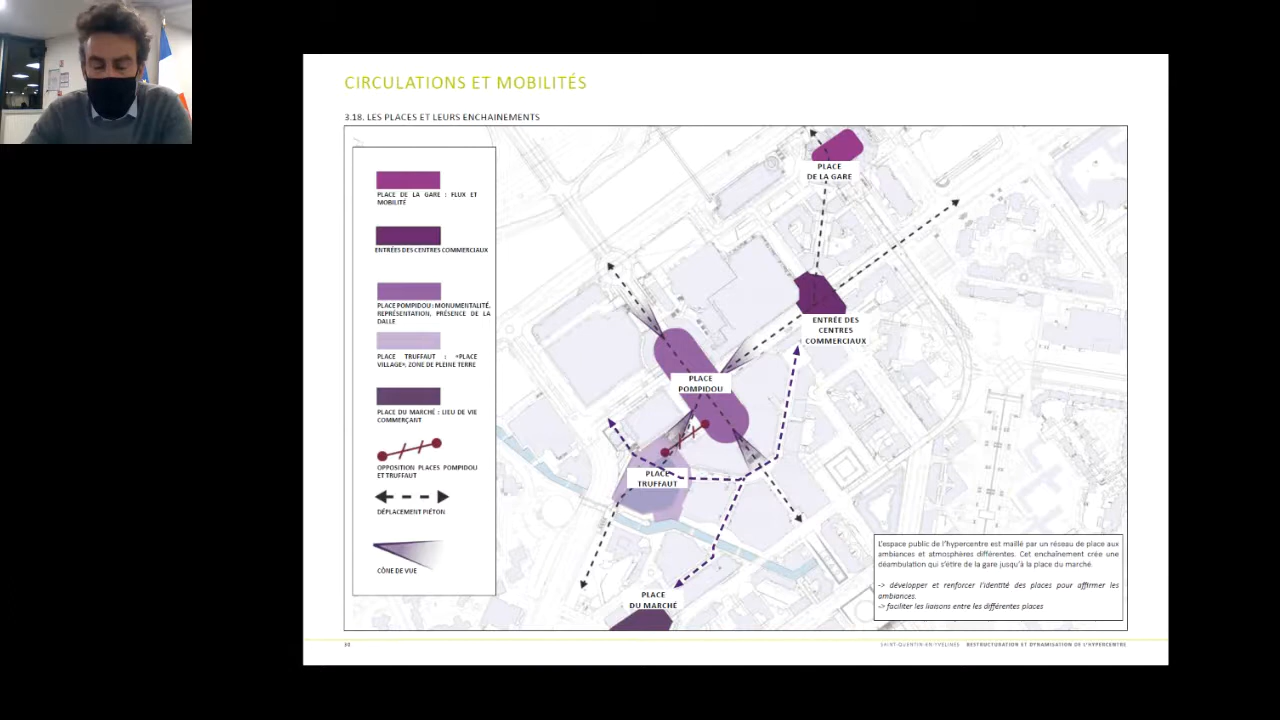 CIRCULATIONS ET MOBILITÉS
3.18. LES PLACES ET LEURS ENCHAINEMENTS
PLACE DE LA GARE : FLUX ET
MOBILITÉ
ENTRÉES DES CENTRES COMMERCIAUX
PLACE POMPIDOU : MONUMENTALITÉ,
REPRÉSENTATION, PRÉSENCE DE LA
DALLE
PLACE TRUFFAUT : «PLACE
VILLAGE», ZONE DE PLEINE TERRE
PLACE DU MARCHÉ : LIEU DE VIE
COMMERÇANT
OPPOSITION PLACES POMPIDOU
ET TRUFFAUT
DÉPLACEMENT PIÉTON
CÔNE DE VUE
PLACE
DE LA GARE
ENTRÉE DES
CENTRES
COMMERCIAUX
PLACE
POMPIDOU
PLACE
TRUFFAUT
PLACE
DU MARCHÉ
L'espace public de l'hypercentre est maillé par un réseau de place aux
ambiances et atmosphères différentes. Cet enchaînement crée une
déambulation qui s'étire de la gare jusqu'à la place du marché.
-> développer et renforcer l'identité des places pour affirmer les
ambiances.
-> faciliter les liaisons entre les différentes places
30
SAINT-QUENTIN-EN-YVELINES RESTRUCTURATION ET DYNAMISATION DE L'HYPERCENTRE